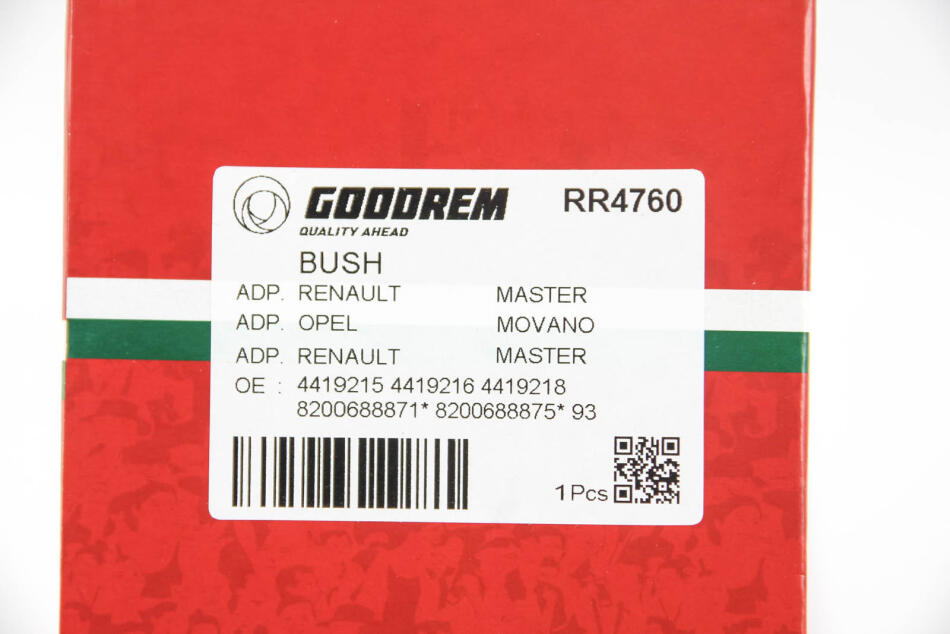 GOODREM RR4760
QUALITY AHEAD
BUSH
ADP. RENAULT MASTER
ADP. OPEL MOVANO
ADP. RENAULT MASTER
OE : 4419215 4419216 4419218
8200688871* 8200688875* 93
1 Pcs